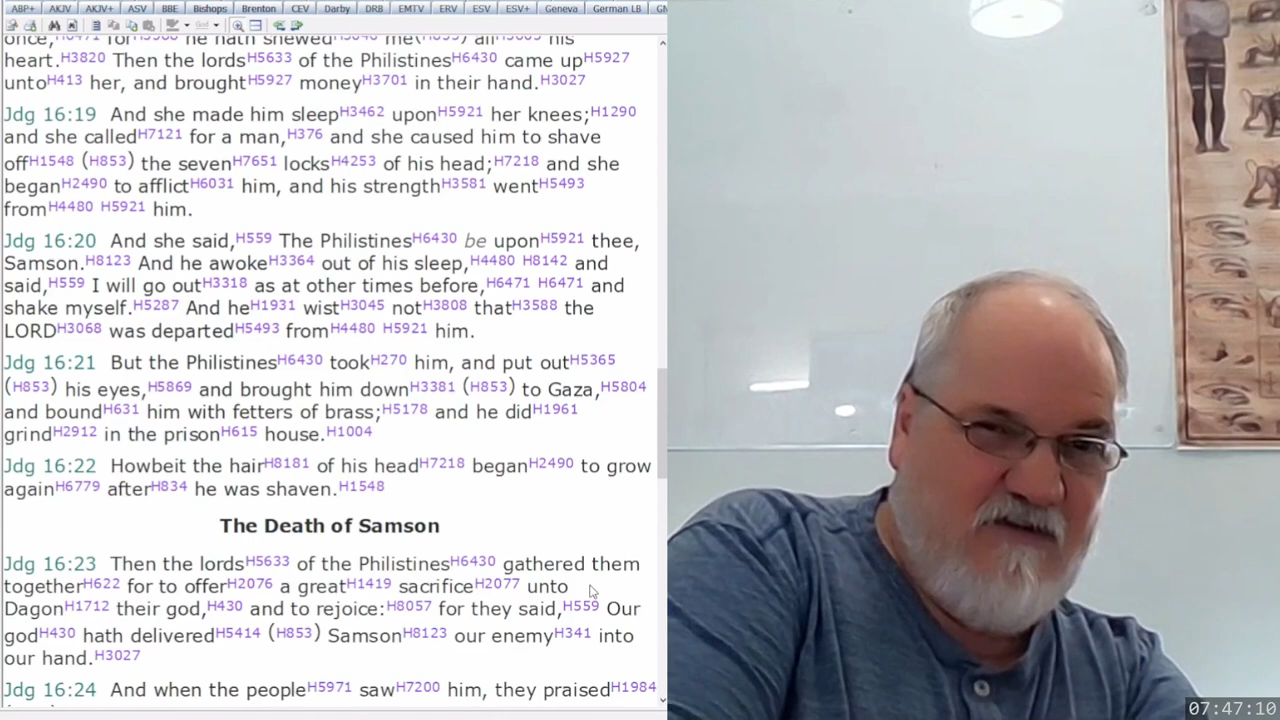 ABP+ AKJV AKJV+ ASV BBE Bishops Brenton CEV Darby DRB EMTV ERV ESV ESV+ Geneva German LB
once,H6471 for he hath shewed me(H853) all his
heart.H3820 Then the lordsH5633 of the PhilistinesH6430 came upH5927
untoH413 her, and broughtH5927 moneyH3701 in their hand.H3027
Jdg 16:19 And she made him sleepH3462 uponH5921 her knees;H1290
and she calledH7121 for a man,H376 and she caused him to shave
offH1548 (H853) the sevenH7651 locksH4253 of his head;H7218 and she
beganH2490 to afflictH6031 him, and his strengthH3581 wentH5493
fromH4480 H5921 him.
Jdg 16:20 And she said,H559 The PhilistinesH6430 be uponH5921 thee,
Samson.H8123 And he awokeH3364 out of his sleep,H4480 H8142 and
said,H559 I will go outH3318 as at other times before,H6471 H6471 and
shake myself.H5287 And heH1931 wistH3045 notH3808 thatH3588 the
LORDH3068 was departedH5493 fromH4480 H5921 him.
Jdg 16:21 But the PhilistinesH6430 tookH270 him, and put outH5365
(H853) his eyes,H5869 and brought him downH3381 (H853) to Gaza,H5804
and boundH631 him with fetters of brass;H5178 and he didH1961
grindH2912 in the prisonH615 house.H1004
Jdg 16:22 Howbeit the hairH8181 of his headH7218 beganH2490 to grow
againH6779 afterH834 he was shaven.H1548
The Death of Samson
Jdg 16:23 Then the lordsH5633 of the PhilistinesH6430 gathered them
togetherH622 for to offerH2076 a greatH1419 sacrificeH2077 unto
DagonH1712 their god,H430 and to rejoice:H8057 for they said,H559 Our
godH430 hath deliveredH5414 (H853) SamsonH8123 our enemyH341 into
our hand.H3027
Jdg 16:24 And when the peopleH5971 sawH7200 him, they praisedH1984
07:47:10